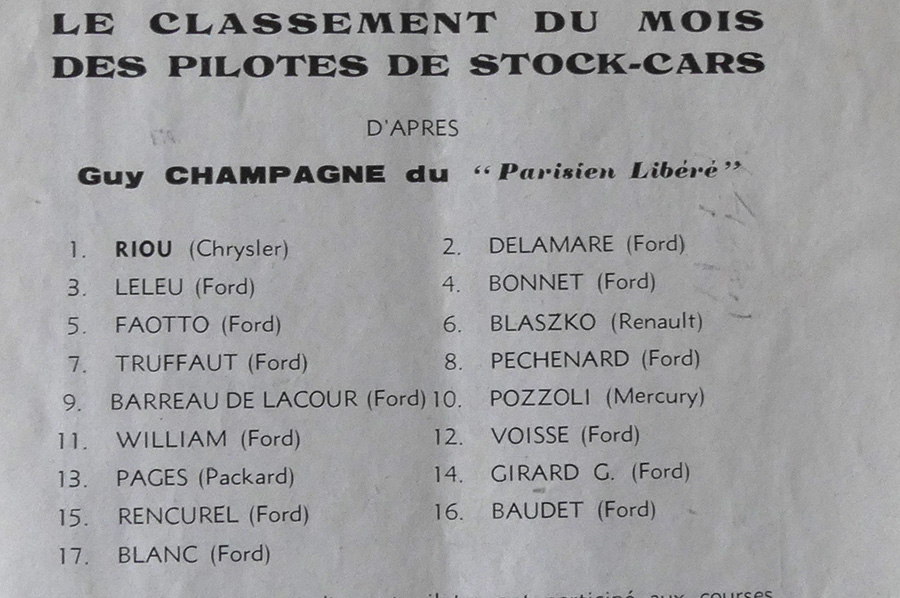 LE CLASSEMENT DU MOIS
DES PILOTES DE STOCK-CARS
D'APRES
Guy CHAMPAGNE du “Parisien Libéré”
1. RIOU (Chrysler) 2. DELAMARE (Ford)
3. LELEU (Ford) 4. BONNET (Ford)
5. FAOTTO (Ford) 6. BLASZKO (Renault)
7. TRUFFAUT (Ford) 8. PECHENARD (Ford)
9. BARREAU DE LACOUR (Ford) 10. POZZOLI (Mercury)
11. WILLIAM (Ford) 12. VOISSE (Ford)
13. PAGES (Packard) 14. GIRARD G. (Ford)
15. RENCUREL (Ford) 16. BAUDET (Ford)
17. BLANC (Ford)
participé aux courses